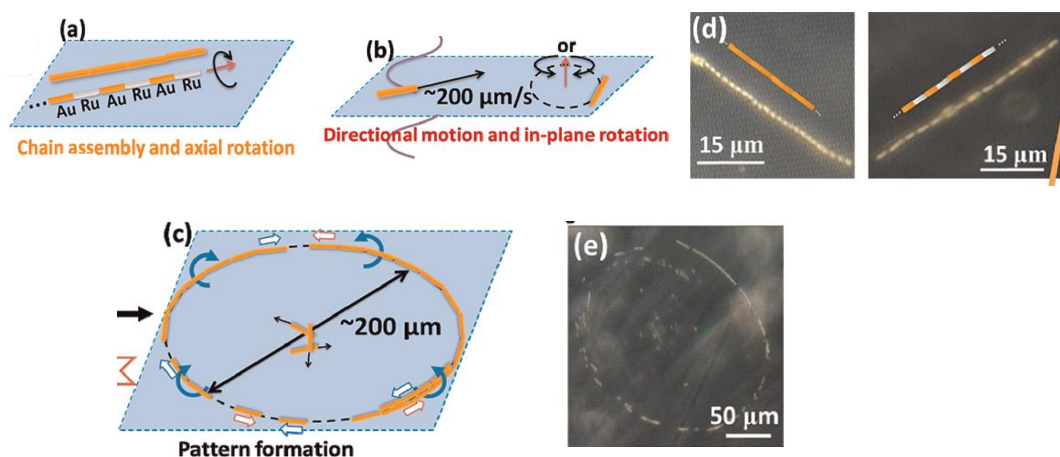 (a)
Au Ru Au Ru Au Ru
Chain assembly and axial rotation
(b)
or
~200 μm/s
Directional motion and in-plane rotation
(d)
15 μm
15 μm
(c)
~200 μm
Pattern formation
(e)
50 μm